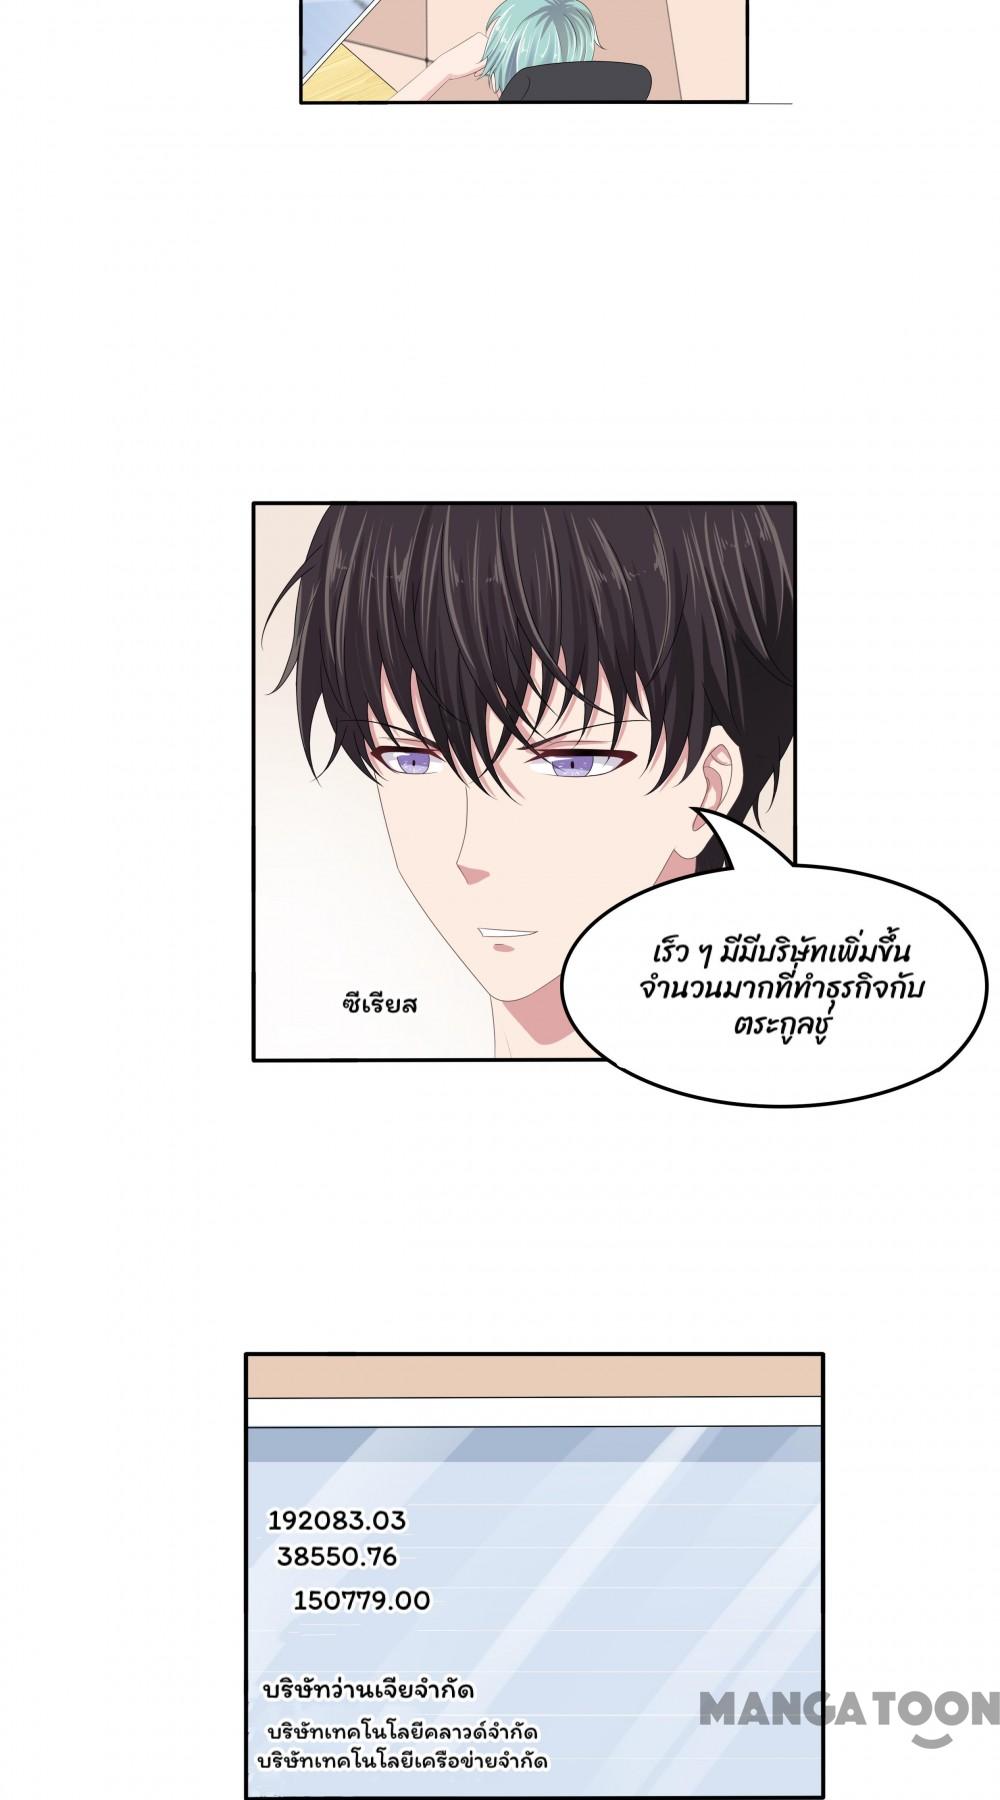 เร็ว ๆ มีมีบริษัทเพิ่มขึ้น
จำนวนมากที่ทำธุรกิจกับ
ตระกูลชู่
ซีเรียส
192083.03
38550.76
150779.00
บริษัทว่านเจียจำกัด
บริษัทเทคโนโลยีคลาวด์จำกัด
บริษัทเทคโนโลยีเครือข่ายจำกัด
MANGATOON